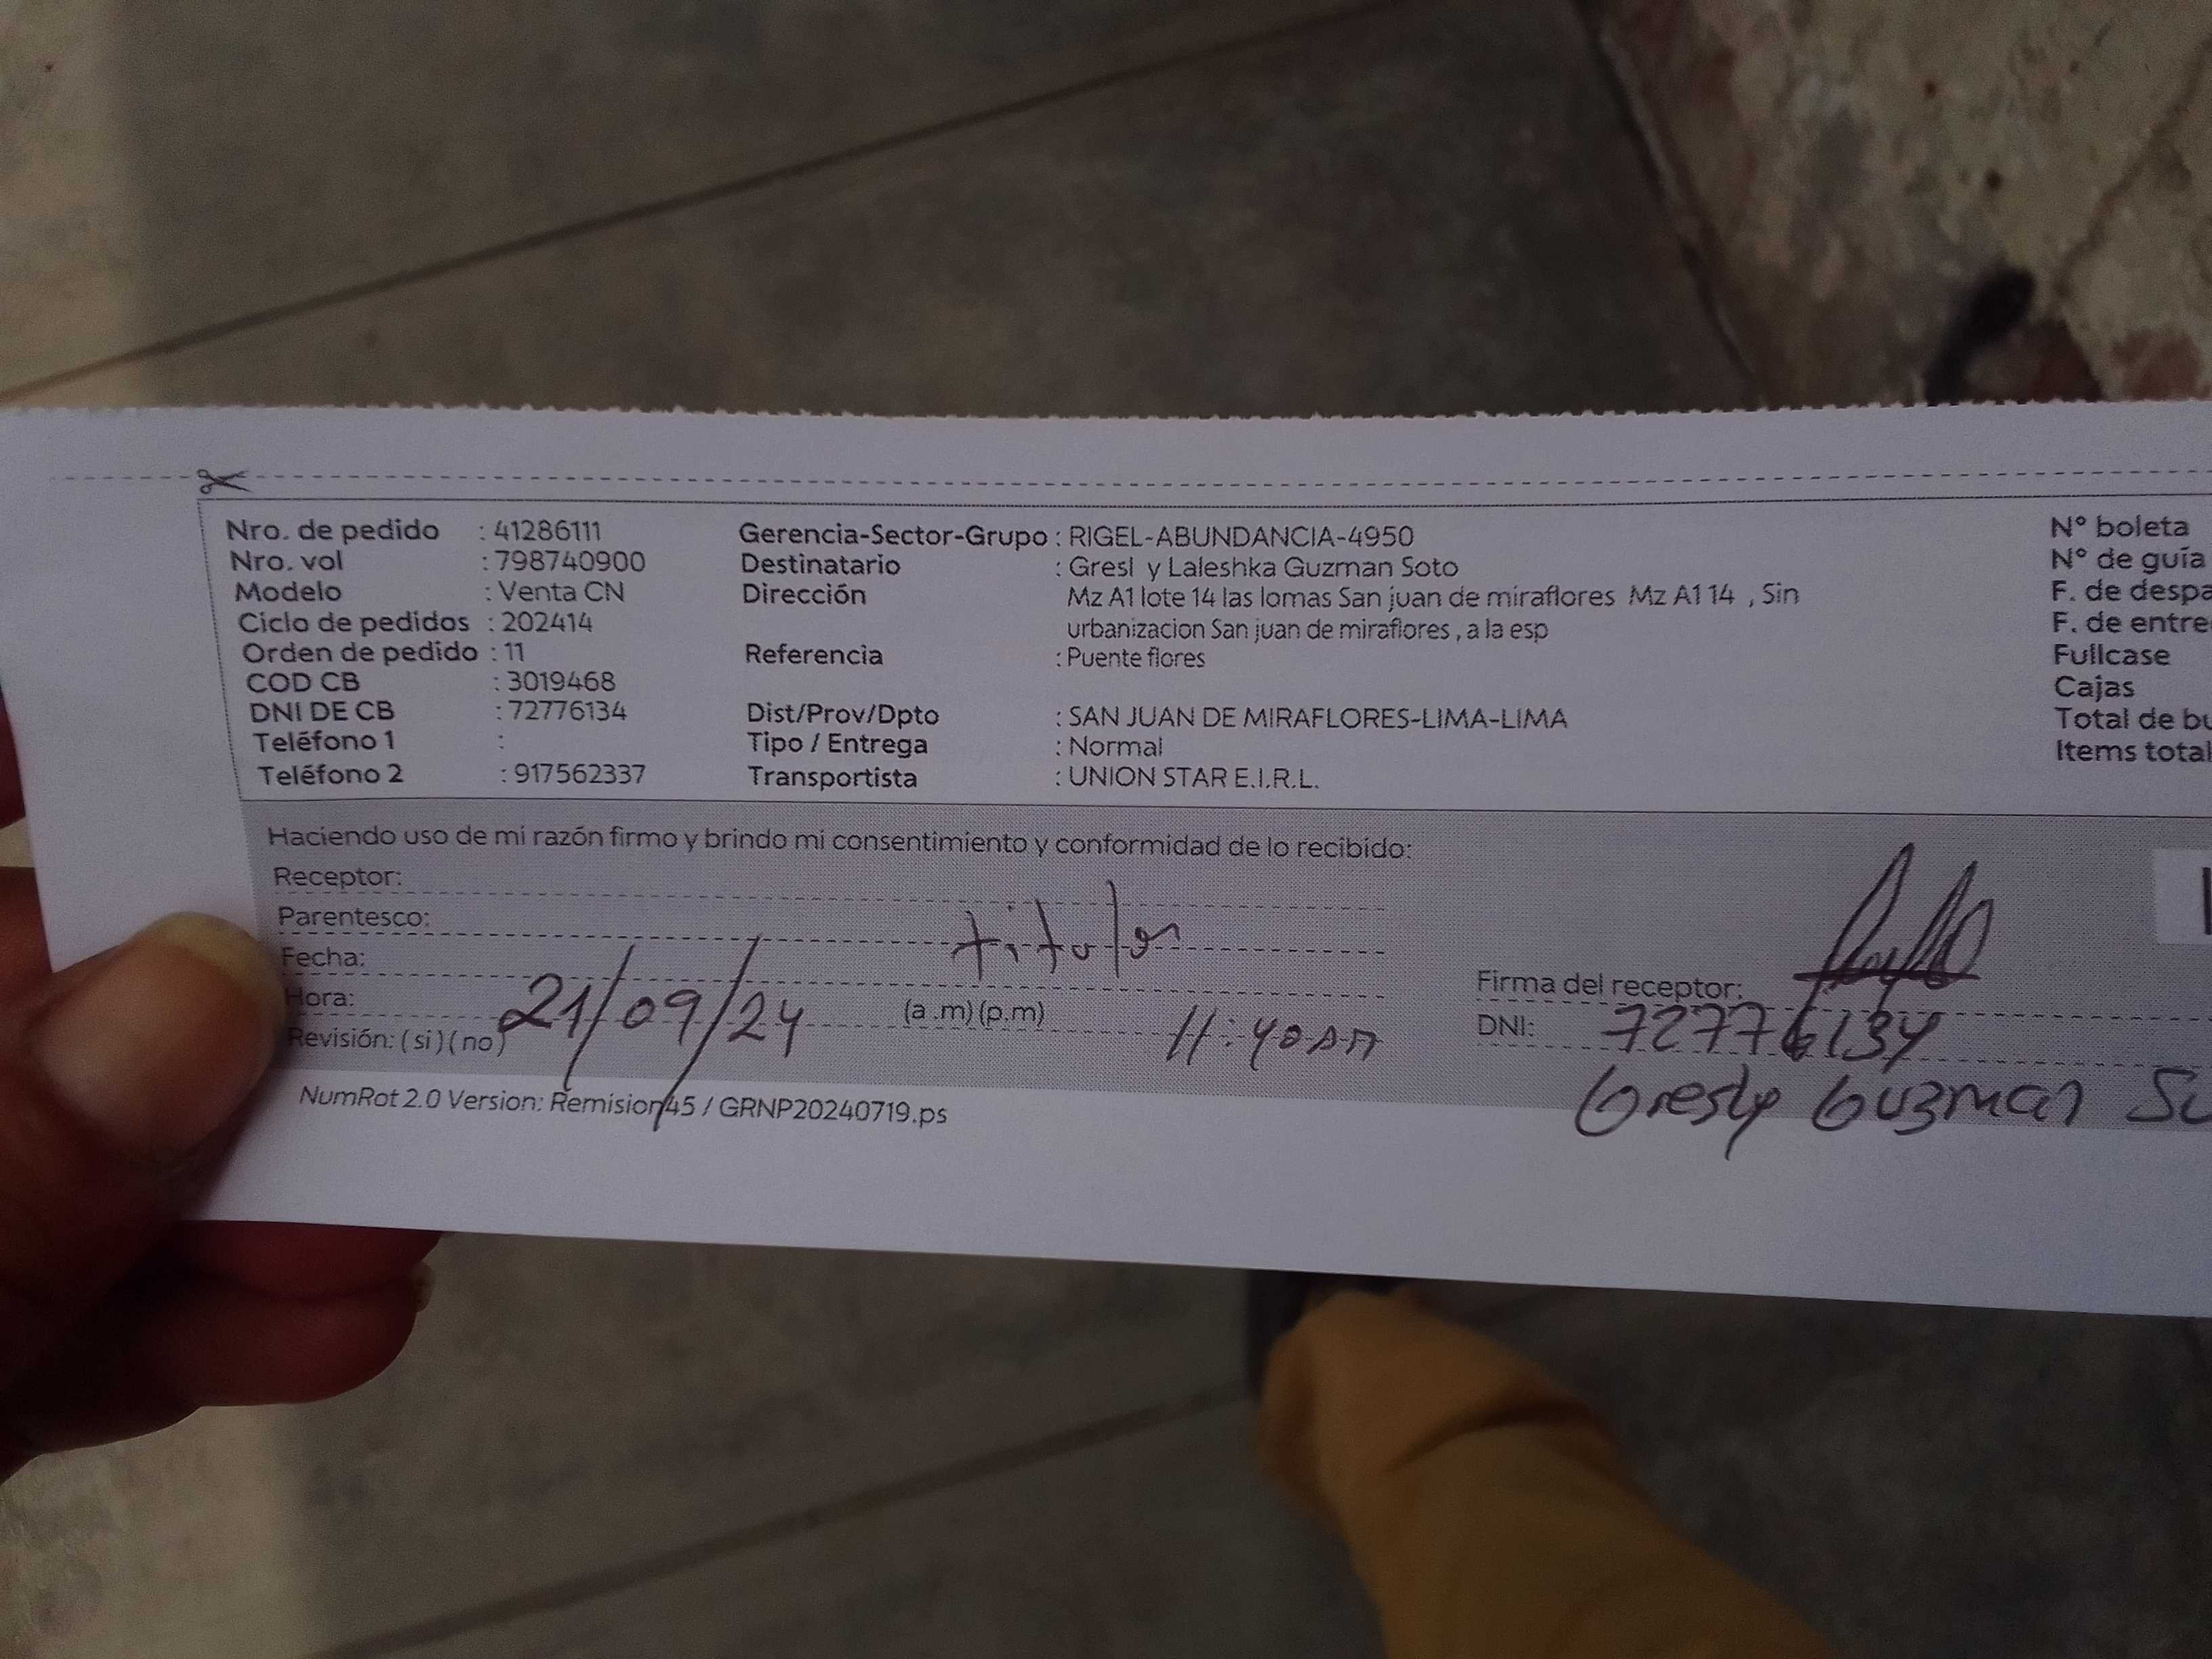 Nro. de pedido : 41286111 Gerencia-Sector-Grupo : RIGEL-ABUNDANCIA-4950 N° boleta
Nro. vol : 798740900 Destinatario : Gresl y Laleshka Guzman Soto N° de guía
Modelo : Venta CN Dirección Mz A1 lote 14 las lomas San juan de miraflores Mz A1 14 , Sin F. de despa
Ciclo de pedidos : 202414 urbanizacion San juan de miraflores , a la esp F. de entre
Orden de pedido : 11 Referencia : Puente flores Fullcase
COD CB : 3019468 Cajas
DNI DE CB : 72776134 Dist/Prov/Dpto : SAN JUAN DE MIRAFLORES-LIMA-LIMA Total de bu
Teléfono 1 : Tipo / Entrega : Normal Items total
Teléfono 2 : 917562337 Transportista : UNION STAR E.I.R.L.
Haciendo uso de mi razón firmo y brindo mi consentimiento y conformidad de lo recibido:
Receptor:
Parentesco: titular
Fecha: 21/09/24 Firma del receptor:
Hora: (a .m) (p.m) 11:40 am DNI: 72776134
Revisión: ( si ) ( no ) Gresly Guzman
NumRot 2.0 Version: Remision45 / GRNP20240719.ps